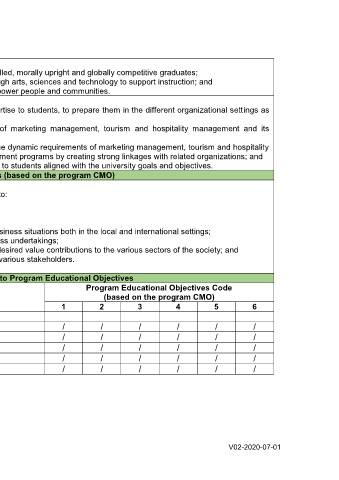 lled, morally upright and globally competitive graduates;
gh arts, sciences and technology to support instruction; and
power people and communities.
rtise to students, to prepare them in the different organizational settings as
of marketing management, tourism and hospitality management and its
e dynamic requirements of marketing management, tourism and hospitality
ment programs by creating strong linkages with related organizations; and
to students aligned with the university goals and objectives.
s (based on the program CMO)
to:
siness situations both in the local and international settings;
ss undertakings;
desired value contributions to the various sectors of the society; and
various stakeholders.
to Program Educational Objectives
Program Educational Objectives Code
(based on the program CMO)
1 2 3 4 5 6
/ / / / / /
/ / / / / /
/ / / / / /
/ / / / / /
/ / / / / /
V02-2020-07-01